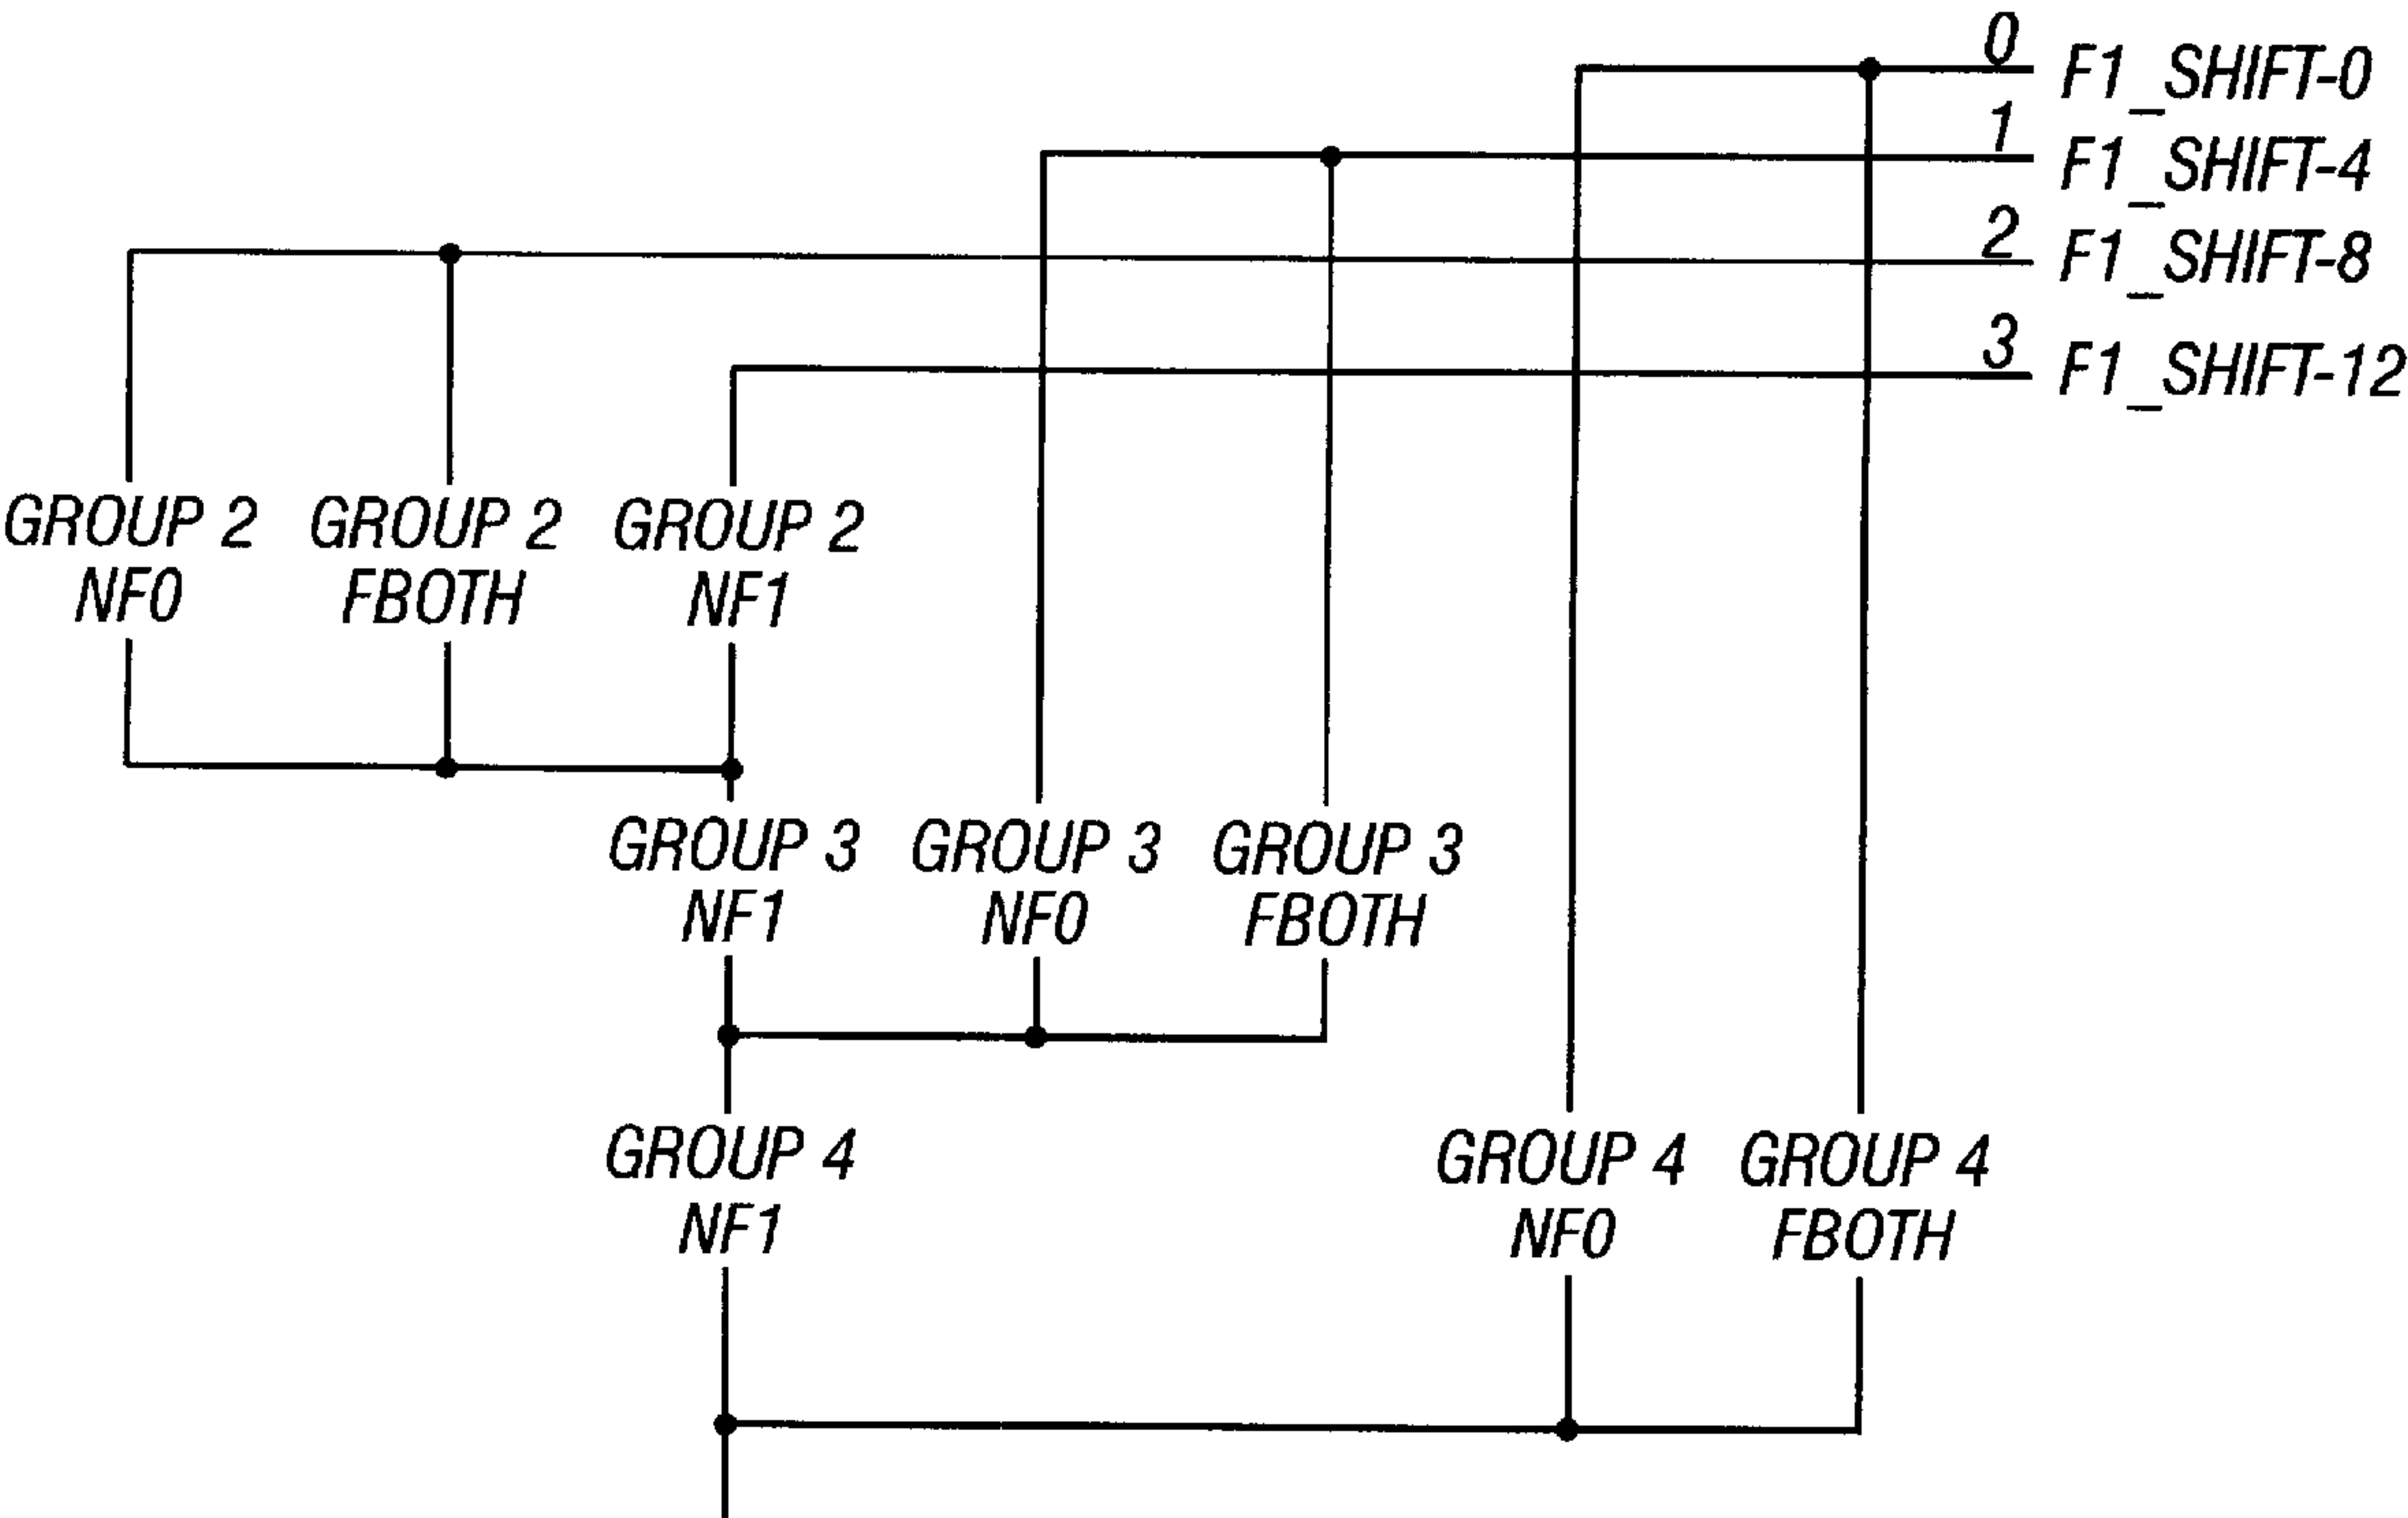 0
F1_SHIFT-0
1
F1_SHIFT-4
2
F1_SHIFT-8
3
F1_SHIFT-12
GROUP 2
NF0
GROUP 2
FBOTH
GROUP 2
NF1
GROUP 3
NF1
GROUP 3
NF0
GROUP 3
FBOTH
GROUP 4
NF1
GROUP 4
NF0
GROUP 4
FBOTH